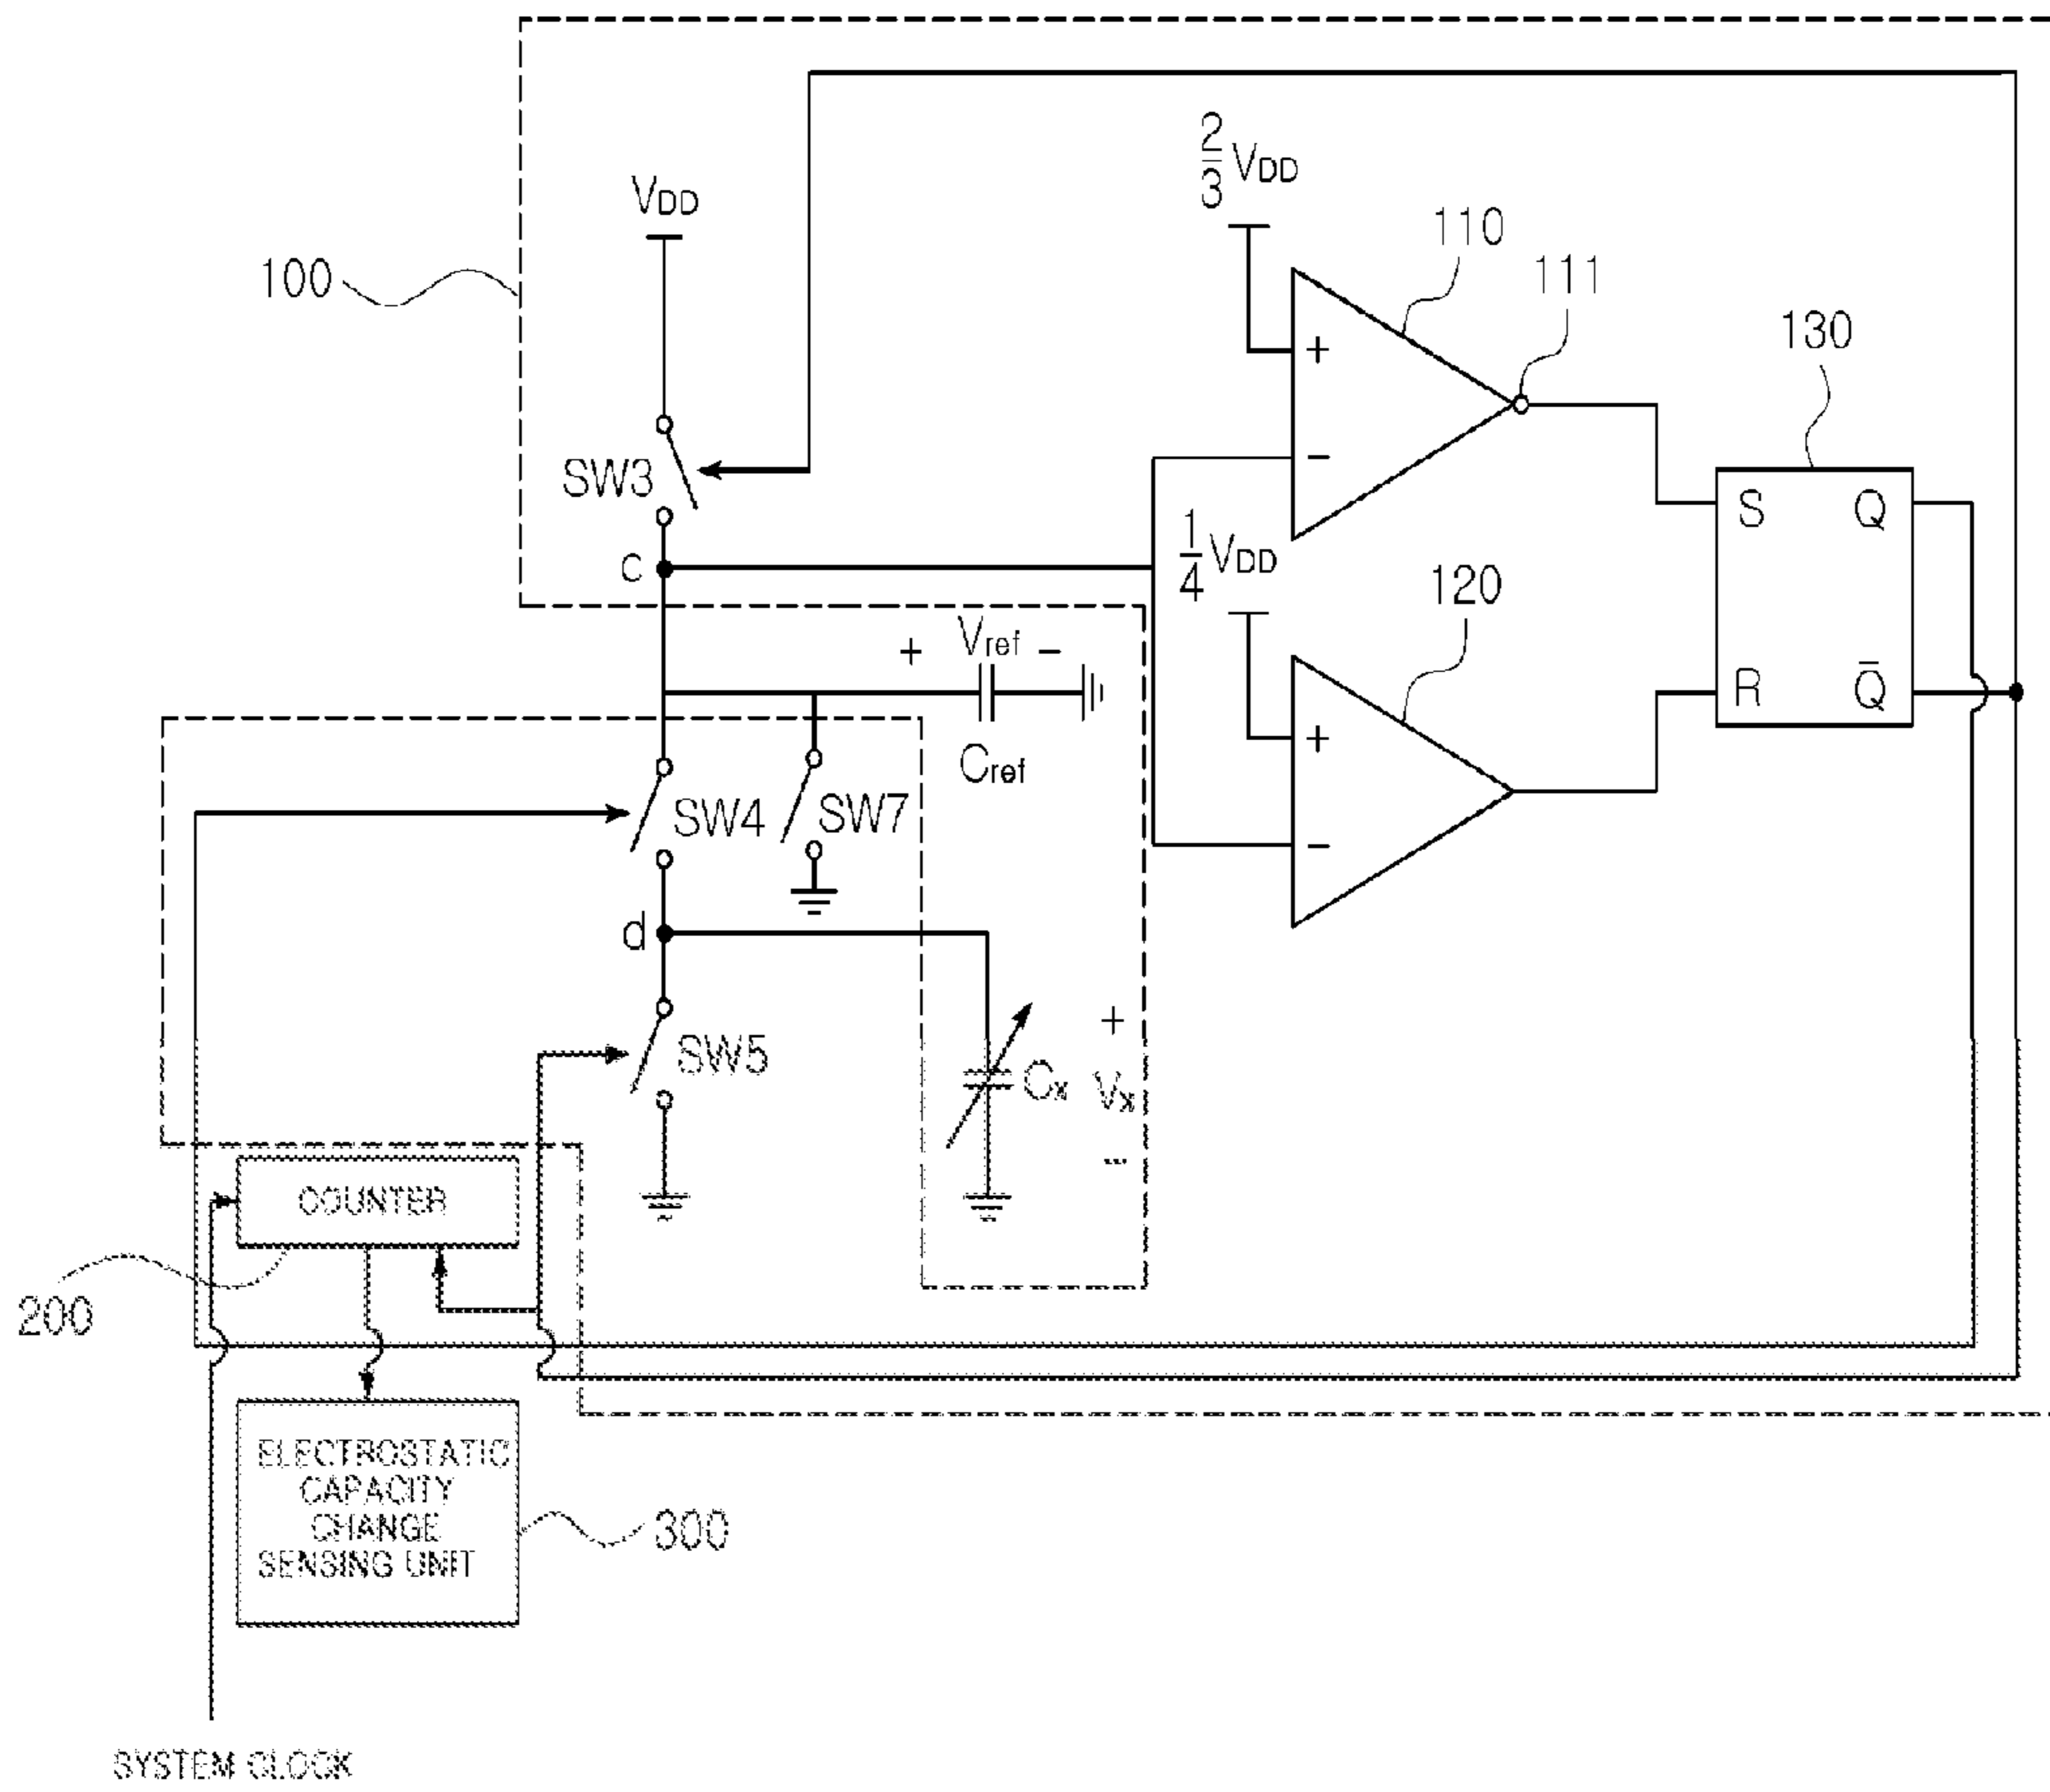 2/3 VDD
VDD
110
111
100
130
+
SW3
−
S Q
1/4 VDD
c
120
+ Vref −
R Q̄
Cref
+
SW4
SW7
−
d
SW5
+
Cx Vx
−
COUNTER
200
ELECTROSTATIC
CAPACITY
CHANGE
SENSING UNIT
300
SYSTEM CLOCK